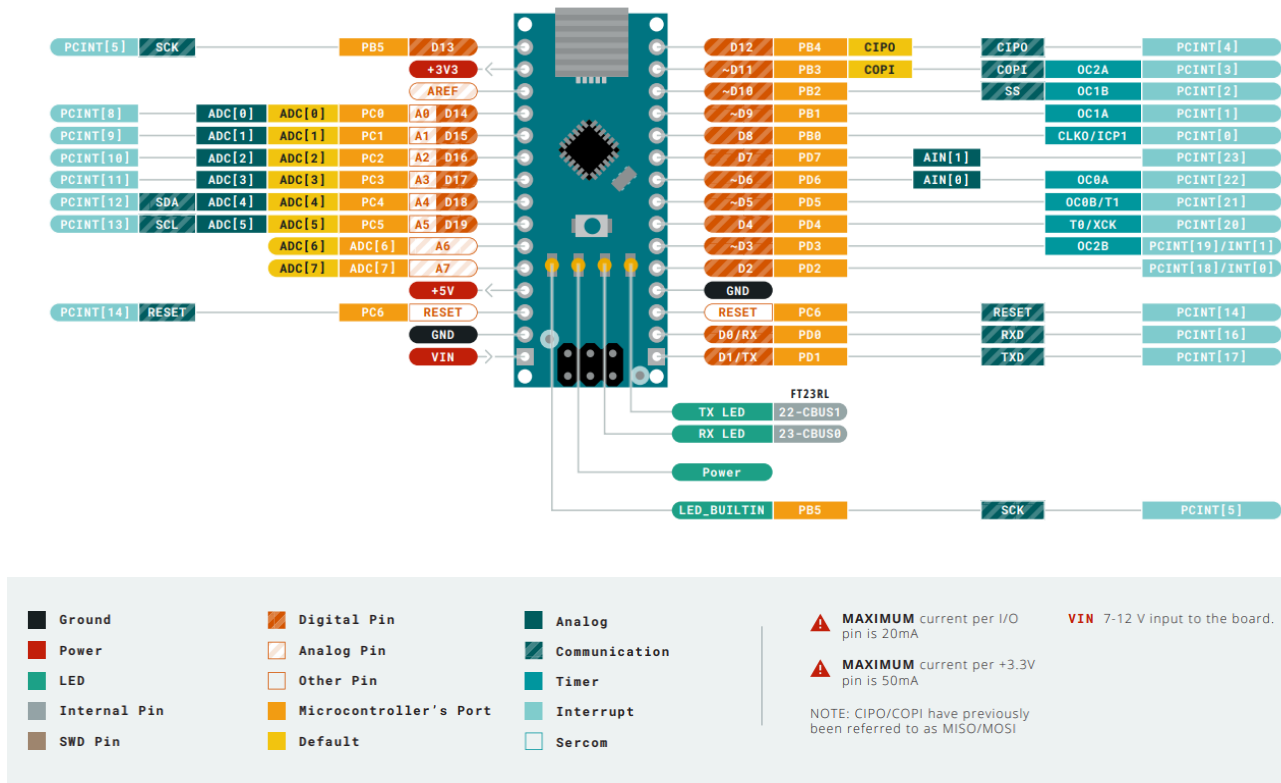 PCINT[5] SCK PB5 D13 D12 PB4 CIPO CIPO PCINT[4]
+3V3 ~D11 PB3 COPI COPI OC2A PCINT[3]
AREF ~D10 PB2 SS OC1B PCINT[2]
PCINT[8] ADC[0] ADC[0] PC0 A0 D14 ~D9 PB1 OC1A PCINT[1]
PCINT[9] ADC[1] ADC[1] PC1 A1 D15 D8 PB0 CLKO/ICP1 PCINT[0]
PCINT[10] ADC[2] ADC[2] PC2 A2 D16 D7 PD7 AIN[1] PCINT[23]
PCINT[11] ADC[3] ADC[3] PC3 A3 D17 ~D6 PD6 AIN[0] OC0A PCINT[22]
PCINT[12] SDA ADC[4] ADC[4] PC4 A4 D18 ~D5 PD5 OC0B/T1 PCINT[21]
PCINT[13] SCL ADC[5] ADC[5] PC5 A5 D19 D4 PD4 T0/XCK PCINT[20]
ADC[6] ADC[6] A6 ~D3 PD3 OC2B PCINT[19]/INT[1]
ADC[7] ADC[7] A7 D2 PD2 PCINT[18]/INT[0]
+5V GND
PCINT[14] RESET PC6 RESET RESET PC6 RESET PCINT[14]
GND D0/RX PD0 RXD PCINT[16]
VIN D1/TX PD1 TXD PCINT[17]
FT23RL
TX LED 22-CBUS1
RX LED 23-CBUS0
Power
LED_BUILTIN PB5 SCK PCINT[5]
Ground
Power
LED
Internal Pin
SWD Pin
Digital Pin
Analog Pin
Other Pin
Microcontroller's Port
Default
Analog
Communication
Timer
Interrupt
Sercom
MAXIMUM current per I/O
pin is 20mA
MAXIMUM current per +3.3V
pin is 50mA
NOTE: CIPO/COPI have previously
been referred to as MISO/MOSI
VIN 7-12 V input to the board.